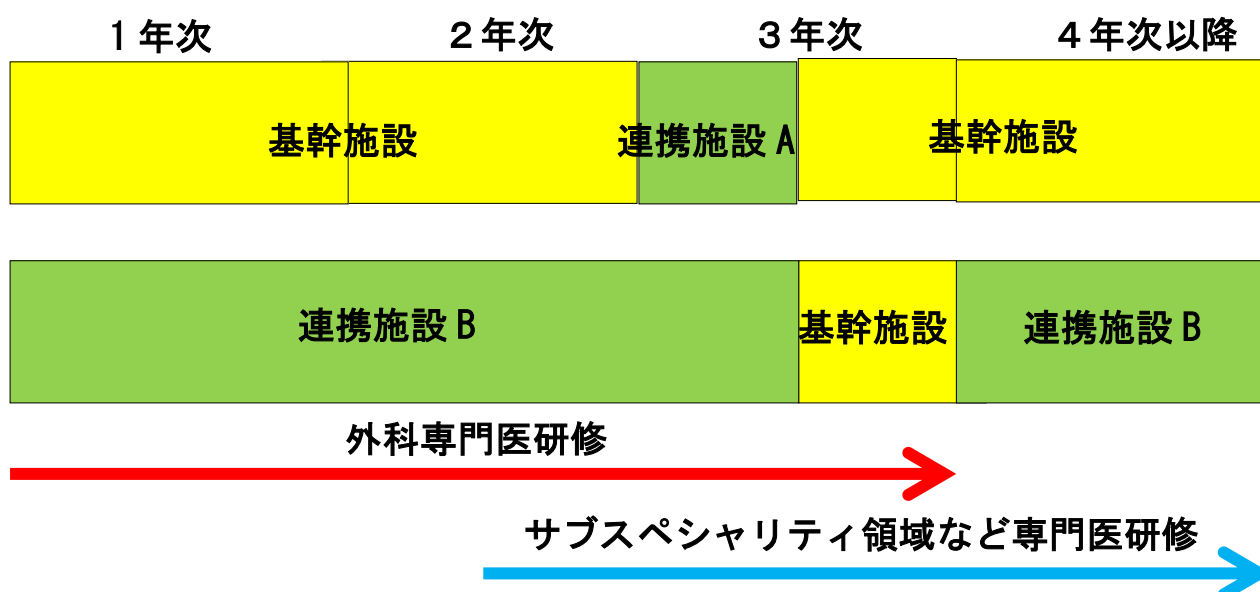 １年次 ２年次 ３年次 ４年次以降
基幹施設 連携施設 A 基幹施設
連携施設 B 基幹施設 連携施設 B
外科専門医研修
サブスペシャリティ領域など専門医研修